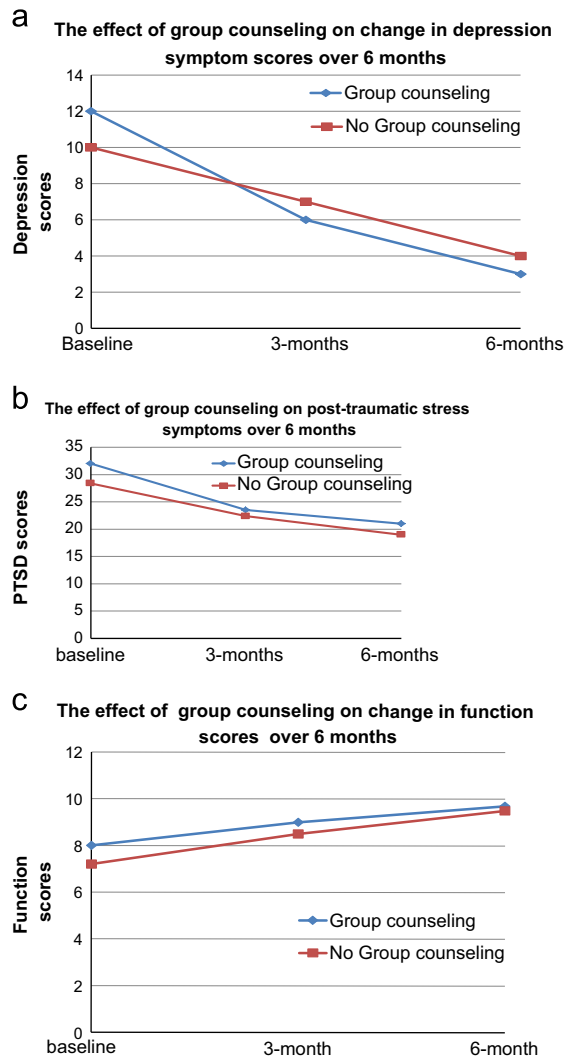 a
The effect of group counseling on change in depression
symptom scores over 6 months
14
12
10
8
6
4
2
0
Depression
scores
Group counseling
No Group counseling
Baseline
3-months
6-months
b
The effect of group counseling on post-traumatic stress
symptoms over 6 months
35
30
25
20
15
10
5
0
PTSD scores
Group counseling
No Group counseling
baseline
3-months
6-months
c
The effect of group counseling on change in function
scores over 6 months
12
10
8
6
4
2
0
Function
scores
Group counseling
No Group counseling
baseline
3-month
6-month